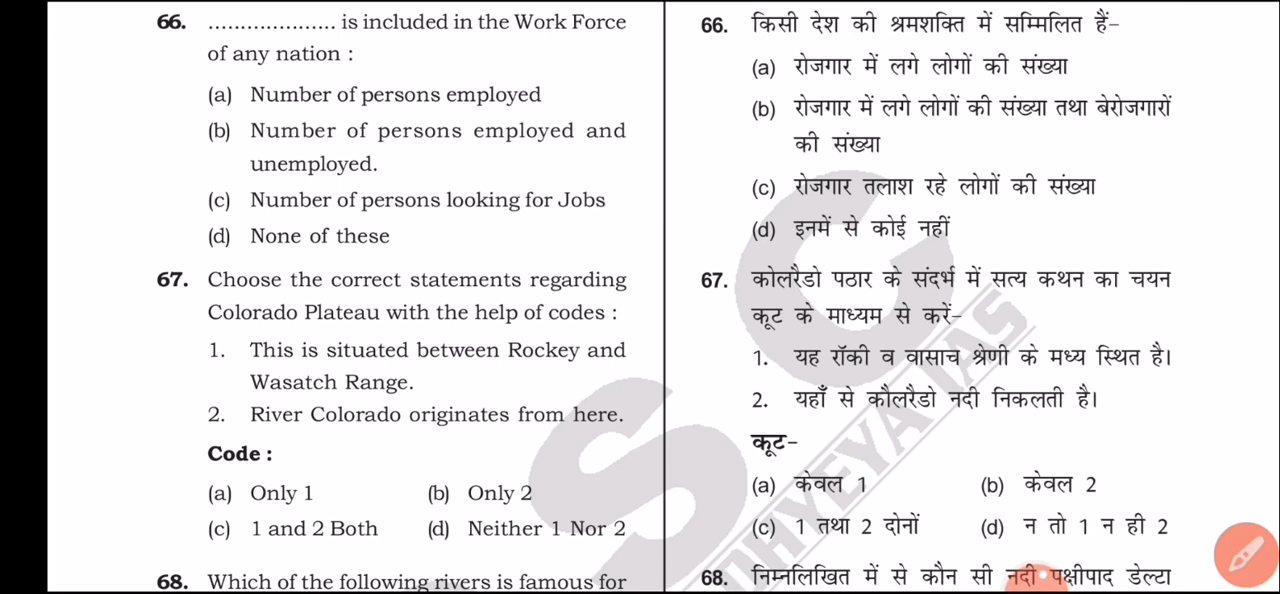 66. .................... is included in the Work Force
of any nation :
(a) Number of persons employed
(b) Number of persons employed and
unemployed.
(c) Number of persons looking for Jobs
(d) None of these
67. Choose the correct statements regarding
Colorado Plateau with the help of codes :
1. This is situated between Rockey and
Wasatch Range.
2. River Colorado originates from here.
Code :
(a) Only 1 (b) Only 2
(c) 1 and 2 Both (d) Neither 1 Nor 2
68. Which of the following rivers is famous for
66. किसी देश की श्रमशक्ति में सम्मिलित हैं–
(a) रोजगार में लगे लोगों की संख्या
(b) रोजगार में लगे लोगों की संख्या तथा बेरोजगारों
की संख्या
(c) रोजगार तलाश रहे लोगों की संख्या
(d) इनमें से कोई नहीं
67. कोलरैडो पठार के संदर्भ में सत्य कथन का चयन
कूट के माध्यम से करें–
1. यह रॉकी व वासाच श्रेणी के मध्य स्थित है।
2. यहाँ से कौलरैडो नदी निकलती है।
कूट–
(a) केवल 1 (b) केवल 2
(c) 1 तथा 2 दोनों (d) न तो 1 न ही 2
68. निम्नलिखित में से कौन सी नदी पक्षीपाद डेल्टा